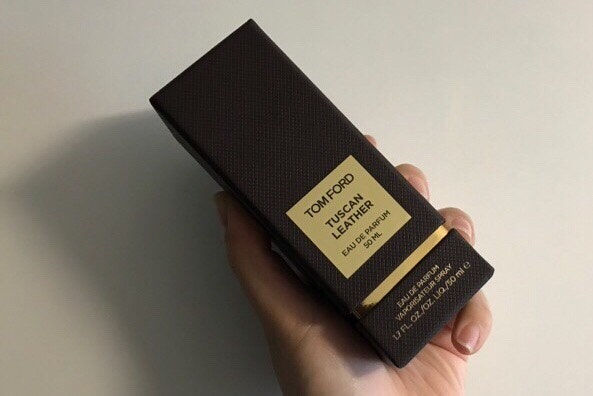 TOM FORD
TUSCAN
LEATHER
EAU DE PARFUM
50 ML
EAU DE PARFUM
VAPORISATEUR SPRAY
1.7 FL. OZ./OZ. LIQ./50 ml ℮